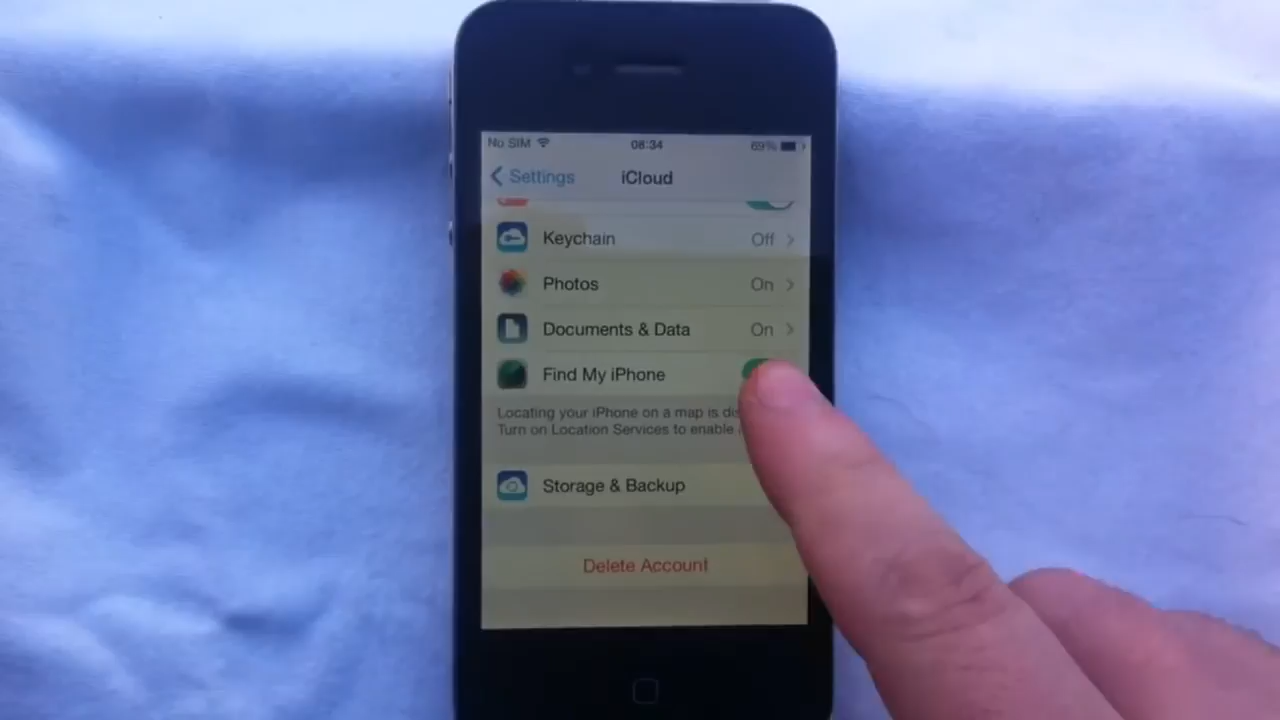 No SIM 08:34 69%
Settings iCloud
Keychain Off
Photos On
Documents & Data On
Find My iPhone
Locating your iPhone on a map is
Turn on Location Services to enable
Storage & Backup
Delete Account